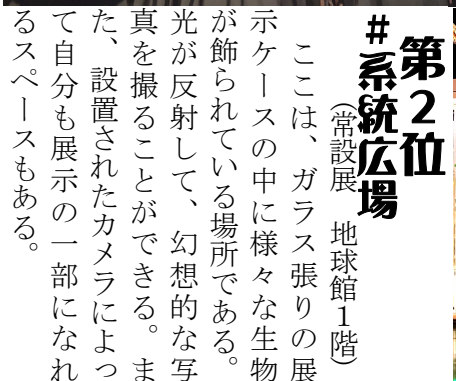 第2位
#系統広場
(常設展　地球館1階)
ここは、ガラス張りの展
示ケースの中に様々な生物
が飾られている場所である。
光が反射して、幻想的な写
真を撮ることができる。ま
た、設置されたカメラによっ
て自分も展示の一部になれ
るスペースもある。